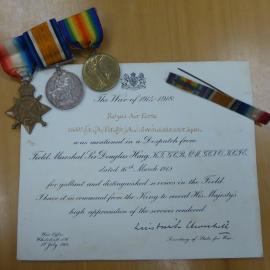 The War of 1914-1918.
Royal Air Force
was mentioned in a Despatch from
Field Marshal Sir Douglas Haig, K.T. G.C.B. G.C.V.O. K.C.I.E.
dated 16th March 1919
for gallant and distinguished services in the Field.
I have it in command from the King to record His Majesty's
high appreciation of the services rendered.
Winston S. Churchill
Secretary of State for War.
War Office
Whitehall. S.W.
1st July 1919.